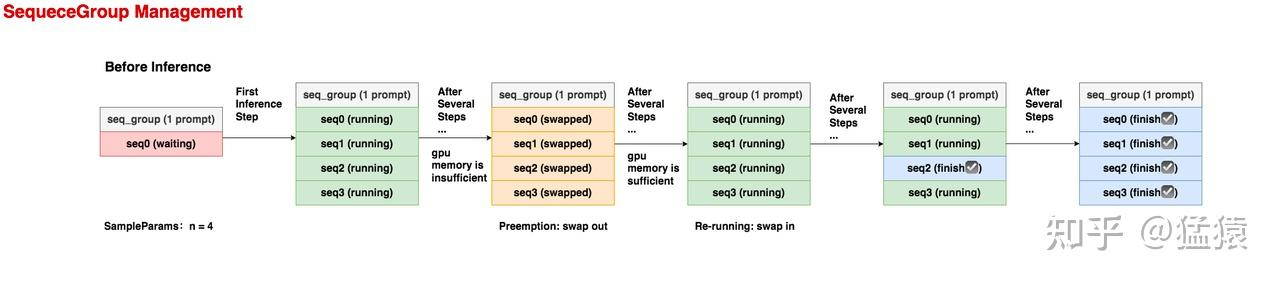 SequeceGroup Management
Before Inference
seq_group (1 prompt)
seq0 (waiting)
SampleParams: n = 4
First
Inference
Step
seq_group (1 prompt)
seq0 (running)
seq1 (running)
seq2 (running)
seq3 (running)
After
Several
Steps
...
gpu
memory is
insufficient
seq_group (1 prompt)
seq0 (swapped)
seq1 (swapped)
seq2 (swapped)
seq3 (swapped)
Preemption: swap out
After
Several
Steps
...
gpu
memory is
sufficient
seq_group (1 prompt)
seq0 (running)
seq1 (running)
seq2 (running)
seq3 (running)
Re-running: swap in
After
Several
Steps
...
seq_group (1 prompt)
seq0 (running)
seq1 (running)
seq2 (finish☑)
seq3 (running)
After
Several
Steps
...
seq_group (1 prompt)
seq0 (finish☑)
seq1 (finish☑)
seq2 (finish☑)
seq3 (finish☑)
知乎 @猛猿